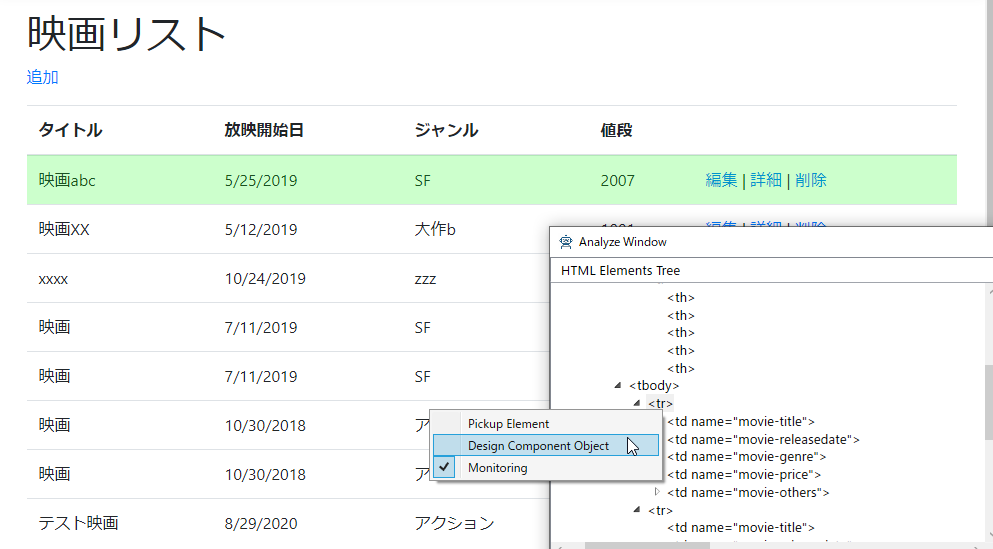 映画リスト
追加
タイトル 放映開始日 ジャンル 値段
映画abc 5/25/2019 SF 2007 編集 | 詳細 | 削除
映画XX 5/12/2019 大作b
xxxx 10/24/2019 zzz
映画 7/11/2019 SF
映画 7/11/2019 SF
映画 10/30/2018 ア
映画 10/30/2018 ア
テスト映画 8/29/2020 アクション
Analyze Window
HTML Elements Tree
<th>
<th>
<th>
<th>
<th>
<tbody>
<tr>
<td name="movie-title">
<td name="movie-releasedate">
<td name="movie-genre">
<td name="movie-price">
<td name="movie-others">
<tr>
<td name="movie-title">
Pickup Element
Design Component Object
Monitoring